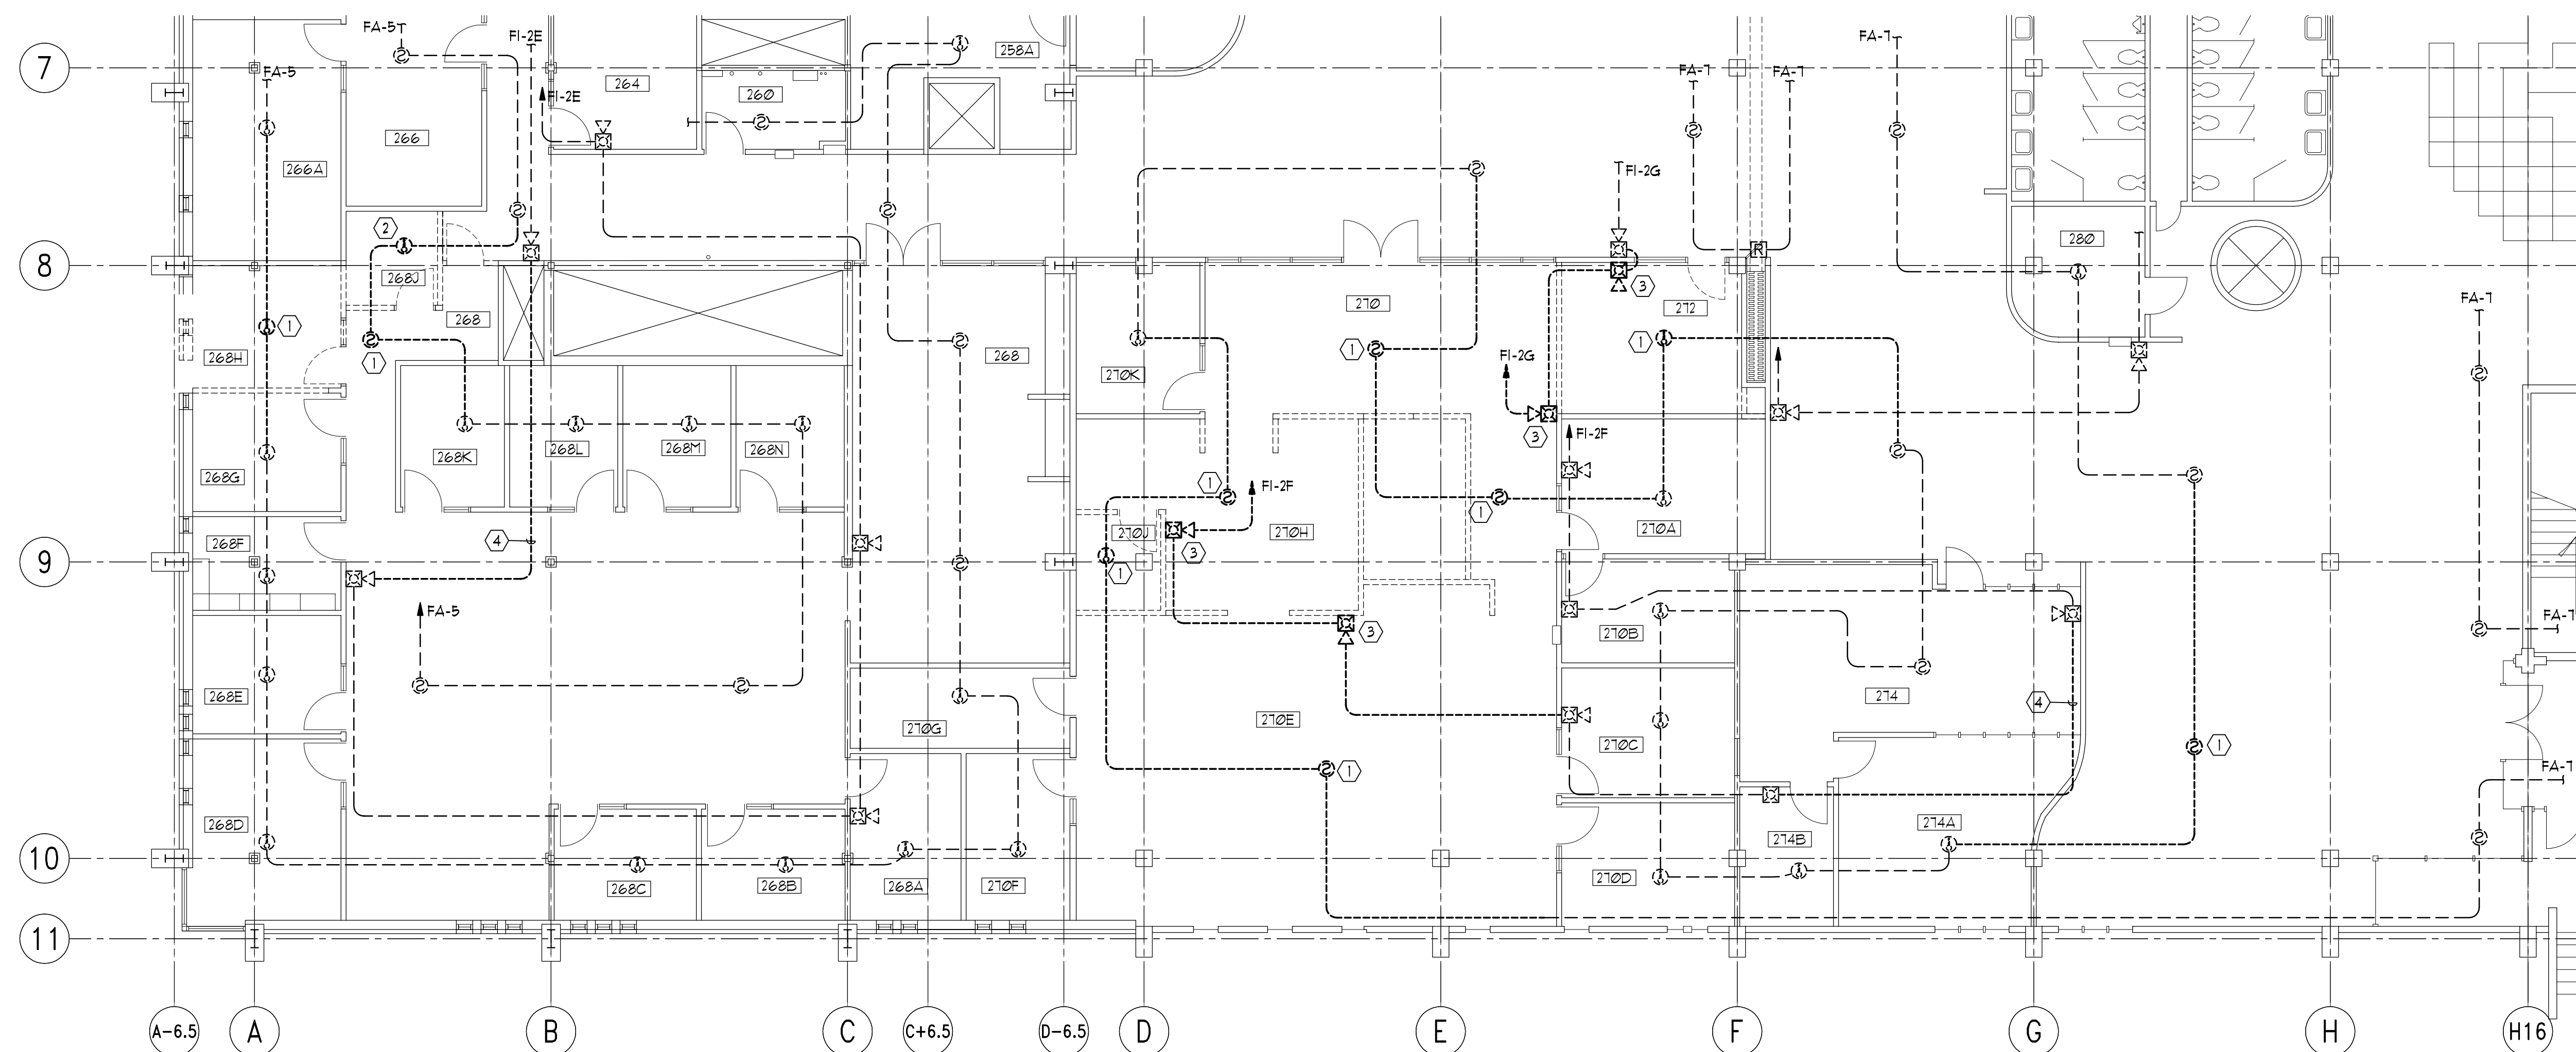 FA-5
FI-2E
258A
FA-7
7
FA-5
264
260
FI-2E
FA-7
FA-7
266
266A
FI-2G
2
280
8
268J
R
3
268
270
272
1
268H
1
268
1
1
FI-2G
FA-7
270K
3
FI-2F
268G
268K
268L
268M
268N
1
FI-2F
1
268F
4
270J
270H
270A
9
3
1
FA-5
3
270B
FA-7
268E
270G
270E
274
4
270C
1
1
FA-7
268D
274A
274B
10
268C
268B
268A
270F
270D
11
A-6.5
A
B
C
C+6.5
D-6.5
D
E
F
G
H
H16